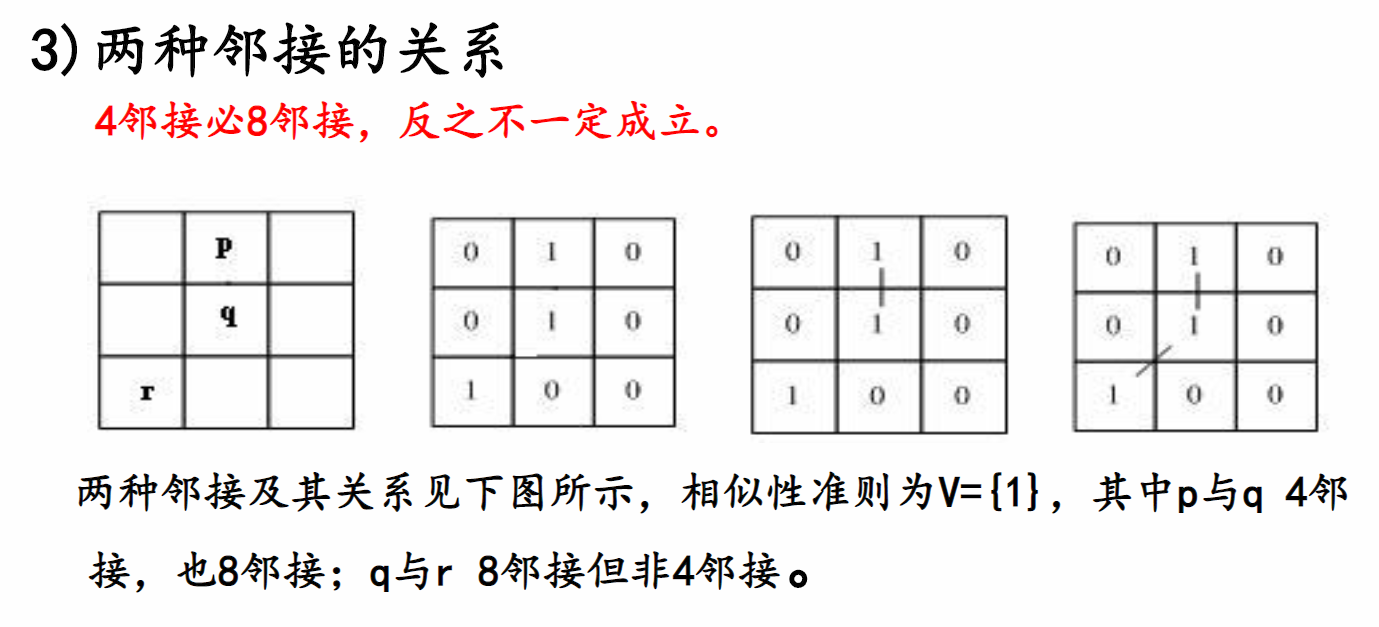 3)两种邻接的关系
4邻接必8邻接，反之不一定成立。
p
q
r
0 1 0
0 1 0
1 0 0
0 1 0
0 1 0
1 0 0
0 1 0
0 1 0
1 0 0
两种邻接及其关系见下图所示，相似性准则为V={1}，其中p与q 4邻
接，也8邻接；q与r 8邻接但非4邻接。